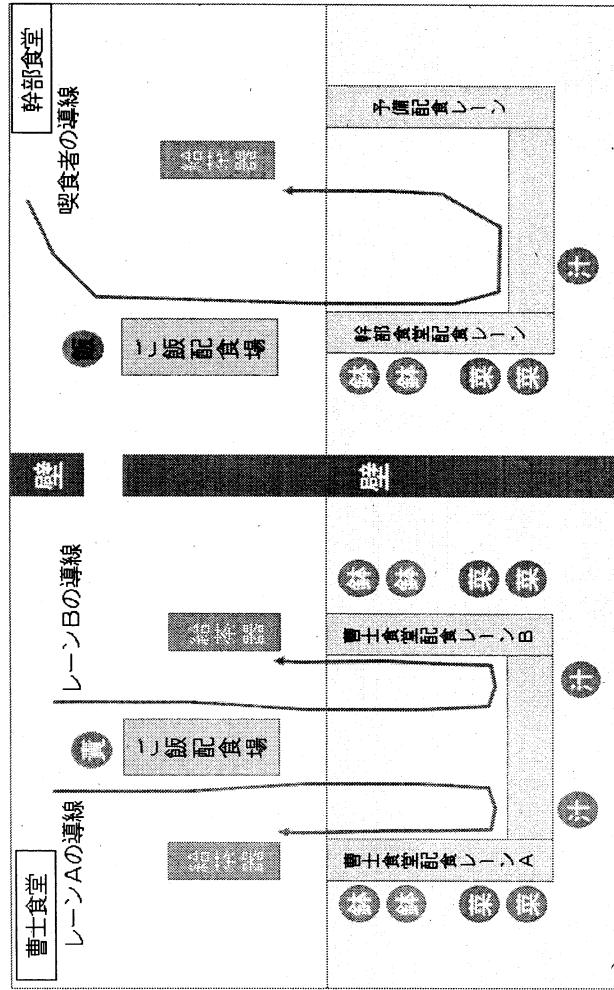 曹士食堂
レーンAの導線
レーンBの導線
給茶器
ご飯配食場
給茶器
曹士食堂配食レーンA
曹士食堂配食レーンB
鉢
鉢
菜
菜
汁
汁
鉢
鉢
菜
菜
壁
壁
幹部食堂
喫食者の導線
飯
ご飯配食場
給茶器
幹部食堂配食レーン
予備配食レーン
鉢
鉢
菜
菜
汁